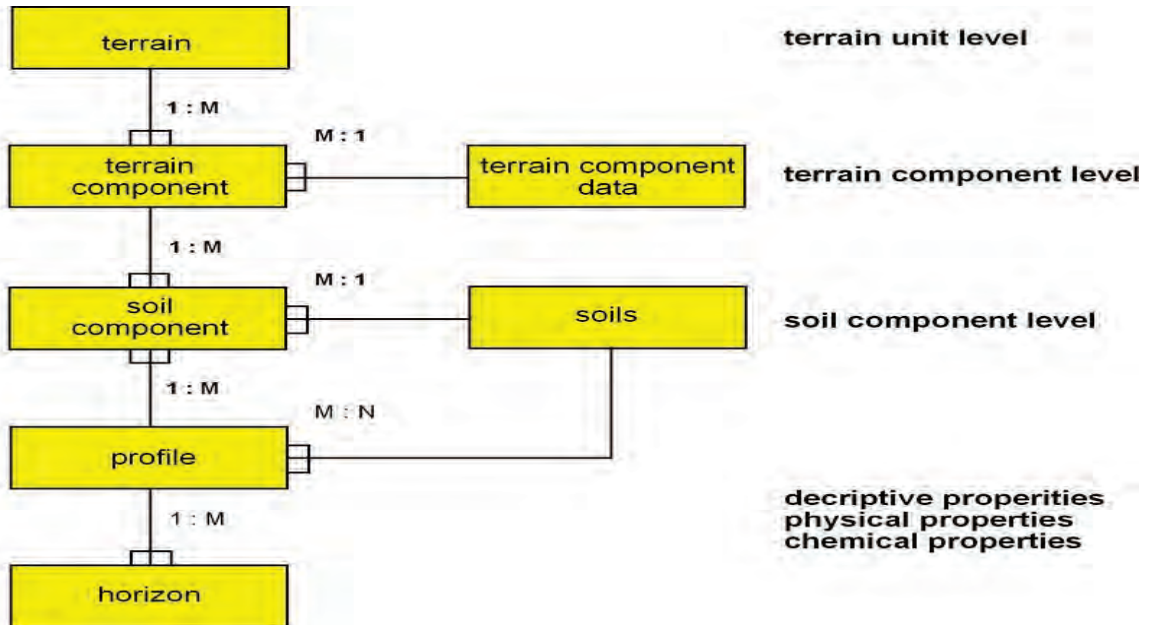 terrain
terrain unit level
1 : M
M : 1
terrain
component
terrain component
data
terrain component level
1 : M
M : 1
soil
component
soils
soil component level
1 : M
M : N
profile
decriptive properities
physical properties
chemical properties
1 : M
horizon